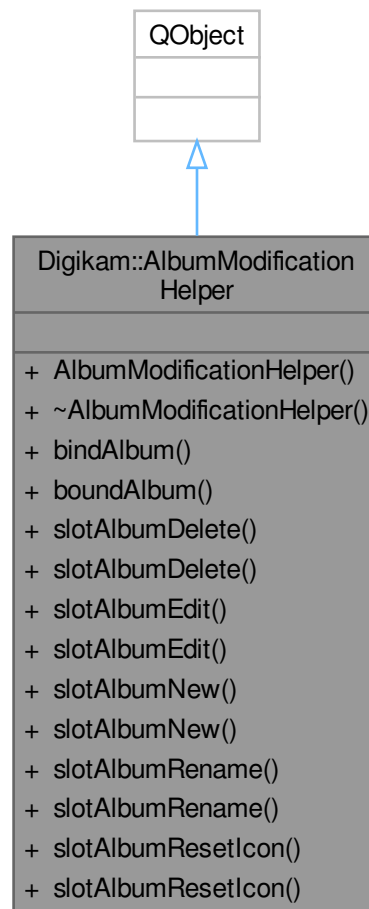 QObject
Digikam::AlbumModification
Helper
+ AlbumModificationHelper()
+ ~AlbumModificationHelper()
+ bindAlbum()
+ boundAlbum()
+ slotAlbumDelete()
+ slotAlbumDelete()
+ slotAlbumEdit()
+ slotAlbumEdit()
+ slotAlbumNew()
+ slotAlbumNew()
+ slotAlbumRename()
+ slotAlbumRename()
+ slotAlbumResetIcon()
+ slotAlbumResetIcon()